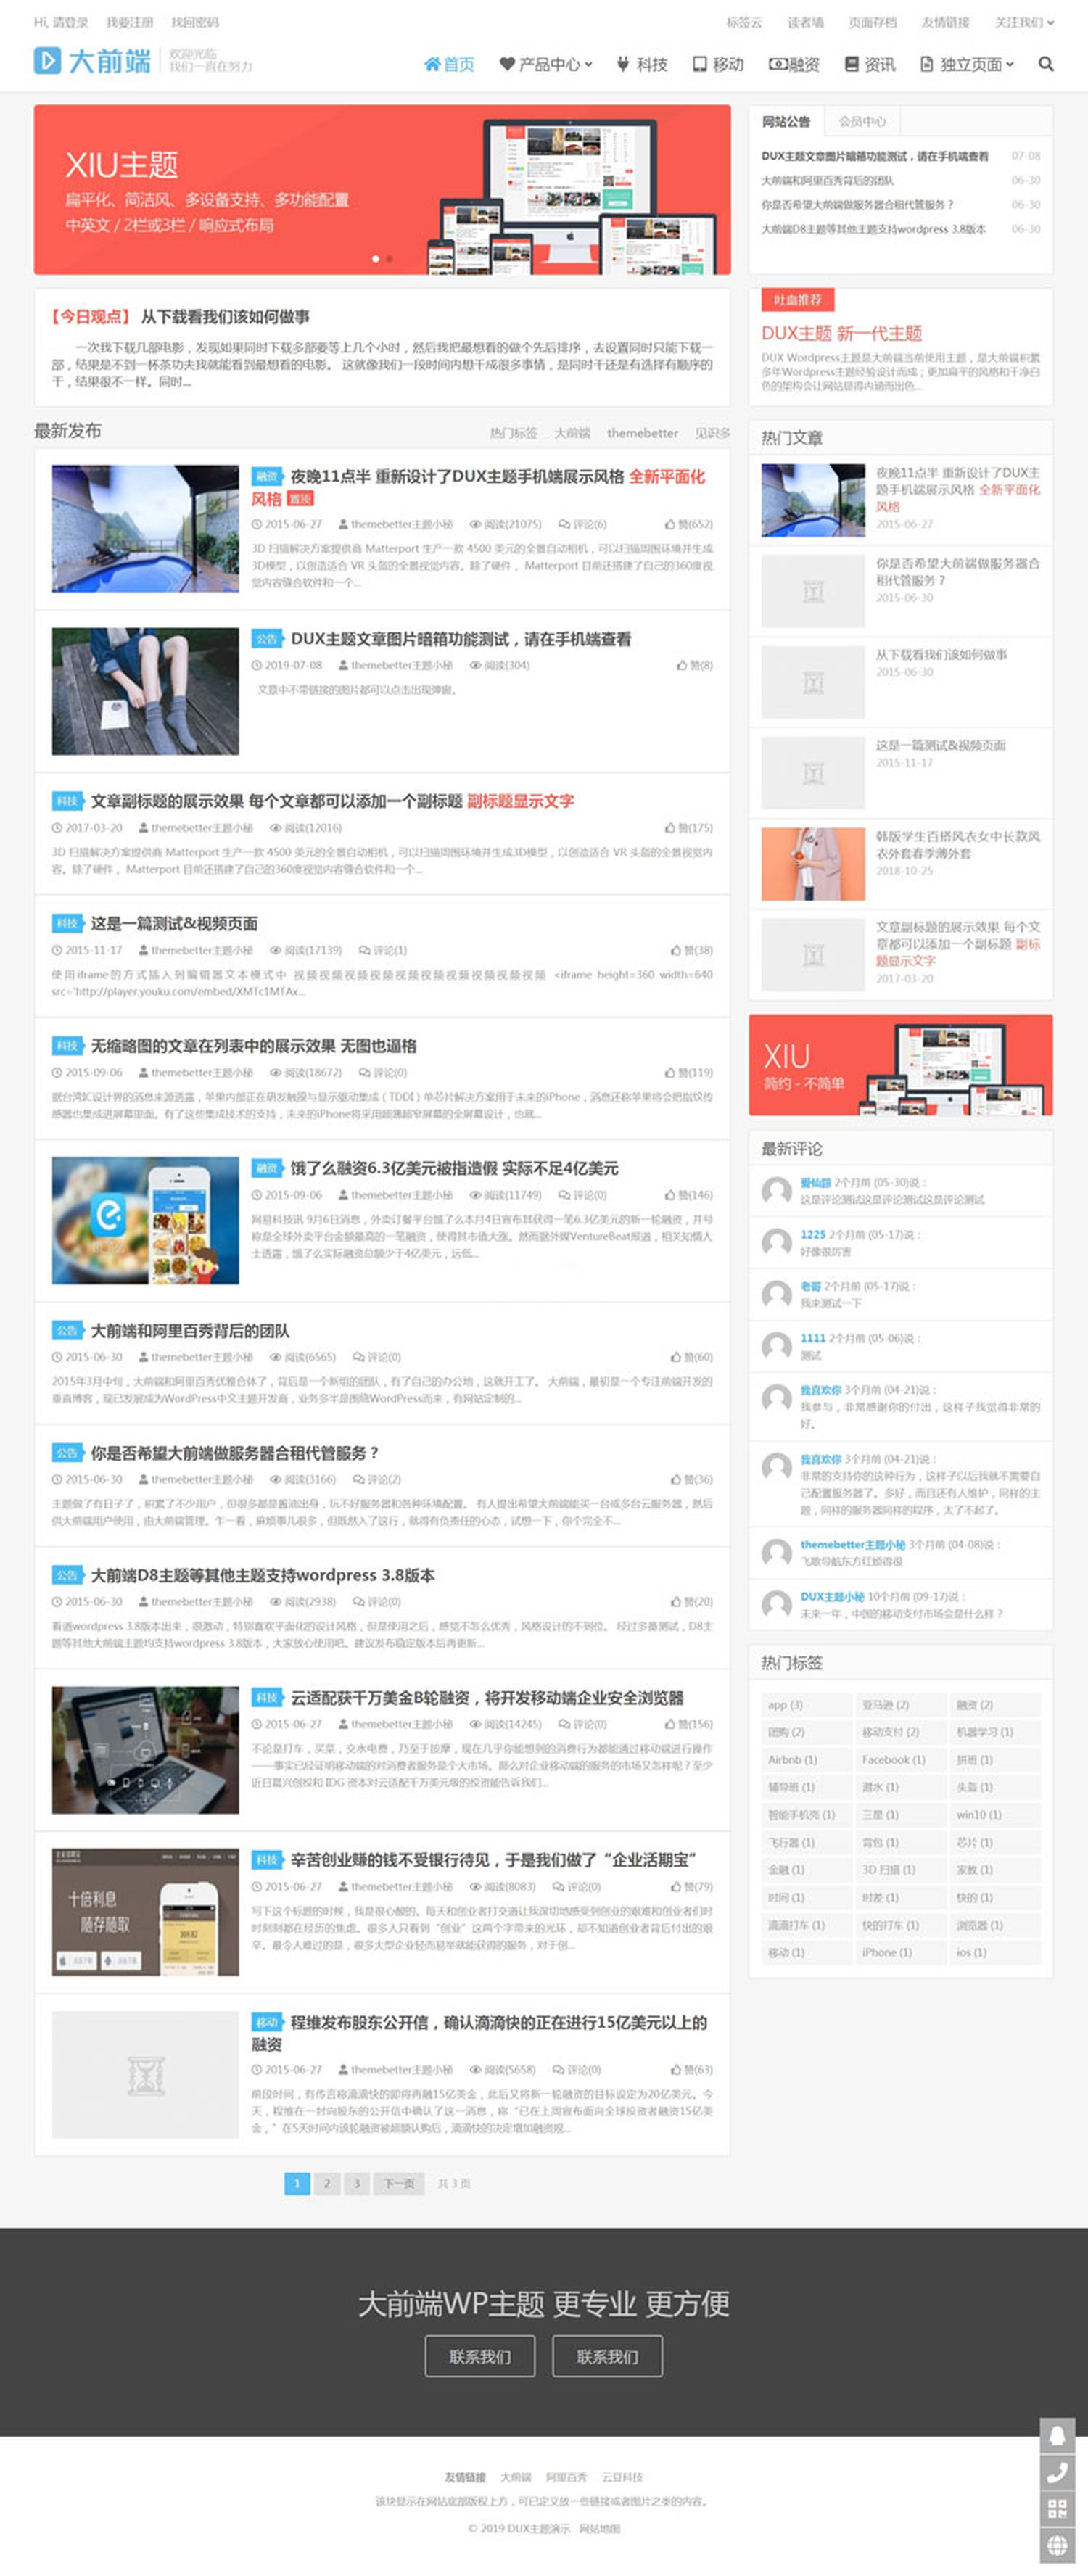 Hi, 请登录 我要注册 找回密码
标签云 读者墙 页面存档 友情链接 关注我们
大前端
欢迎光临
我们一直在努力
首页 产品中心 科技 移动 融资 资讯 独立页面
XIU主题
扁平化、简洁风、多设备支持、多功能配置
中英文 / 2栏或3栏 / 响应式布局
网站公告 会员中心
DUX主题文章图片暗箱功能测试，请在手机端查看 07-08
大前端和阿里百秀背后的团队 06-30
你是否希望大前端做服务器合租代管服务？ 06-30
大前端D8主题等其他主题支持wordpress 3.8版本 06-30
【今日观点】 从下载看我们该如何做事
一次我下载几部电影，发现如果同时下载多部要等上几个小时，然后我把最想看的做个先后排序，去设置同时只能下载一
部，结果是不到一杯茶功夫我就能看到最想看的电影。 这就像我们一段时间内想干成很多事情，是同时干还是有选择有顺序的
干，结果很不一样。同时...
吐血推荐
DUX主题 新一代主题
DUX Wordpress主题是大前端当前使用主题，是大前端积累
多年Wordpress主题经验设计而成；更加扁平的风格和干净白
色的架构会让网站显得内涵而出色...
最新发布
热门标签 大前端 themebetter 见识多
融资 夜晚11点半 重新设计了DUX主题手机端展示风格 全新平面化
风格 置顶
2015-06-27 themebetter主题小秘 阅读(21075) 评论(6) 赞(652)
3D 扫描解决方案提供商 Matterport 生产一款 4500 美元的全景自动相机，可以扫描周围环境并生成
3D模型，以创造适合 VR 头盔的全景视觉内容。除了硬件， Matterport 目前还搭建了自己的360度视
觉内容缝合软件和一个...
公告 DUX主题文章图片暗箱功能测试，请在手机端查看
2019-07-08 themebetter主题小秘 阅读(304) 赞(8)
文章中不带链接的图片都可以点击出现弹窗。
科技 文章副标题的展示效果 每个文章都可以添加一个副标题 副标题显示文字
2017-03-20 themebetter主题小秘 阅读(12016) 赞(175)
3D 扫描解决方案提供商 Matterport 生产一款 4500 美元的全景自动相机，可以扫描周围环境并生成3D模型，以创造适合 VR 头盔的全景视觉内
容。除了硬件， Matterport 目前还搭建了自己的360度视觉内容缝合软件和一个...
科技 这是一篇测试&视频页面
2015-11-17 themebetter主题小秘 阅读(17139) 评论(1) 赞(38)
使用iframe的方式插入到编辑器文本模式中 视频视频视频视频视频视频视频视频视频视频 <iframe height=360 width=640
src='http://player.youku.com/embed/XMTc1MTAx...
科技 无缩略图的文章在列表中的展示效果 无图也逼格
2015-09-06 themebetter主题小秘 阅读(18672) 评论(0) 赞(119)
据台湾IC设计界的消息来源透露，苹果内部正在研发触摸与显示驱动集成（TDDI）单芯片解决方案用于未来的iPhone，消息还称苹果将会把指纹传
感器也集成进屏幕里面。有了这些集成技术的支持，未来的iPhone将采用超薄超窄屏幕的全屏幕设计，也就...
融资 饿了么融资6.3亿美元被指造假 实际不足4亿美元
2015-09-06 themebetter主题小秘 阅读(11749) 评论(0) 赞(146)
网易科技讯 9月6日消息，外卖订餐平台饿了么本月4日宣布其获得一笔6.3亿美元的新一轮融资，并号
称是全球外卖平台金额最高的一笔融资，使得其市值大涨。然而据外媒VentureBeat报道，相关知情人
士透露，饿了么实际融资总额少于4亿美元，远低...
公告 大前端和阿里百秀背后的团队
2015-06-30 themebetter主题小秘 阅读(6565) 评论(0) 赞(60)
2015年3月中旬，大前端和阿里百秀优雅合体了，背后是一个新组的团队，有了自己的办公地，这就开工了。 大前端，最初是一个专注前端开发的
垂直博客，现已发展成为WordPress中文主题开发商，业务多半是围绕WordPress而来，有网站定制的...
公告 你是否希望大前端做服务器合租代管服务？
2015-06-30 themebetter主题小秘 阅读(3166) 评论(2) 赞(36)
主题做了有日子了，积累了不少用户，但很多都是酱油出身，玩不好服务器和各种环境配置。 有人提出希望大前端能买一台或多台云服务器，然后
供大前端用户使用，由大前端管理。乍一看，麻烦事儿很多，但既然入了这行，就得有负责任的心态，试想一下，你个完全不...
公告 大前端D8主题等其他主题支持wordpress 3.8版本
2015-06-30 themebetter主题小秘 阅读(2938) 评论(0) 赞(20)
看道wordpress 3.8版本出来，很激动，特别喜欢平面化的设计风格，但是使用之后，感觉不怎么优秀，风格设计的不到位。 经过多番测试，D8主
题等其他大前端主题均支持wordpress 3.8版本，大家放心使用吧。建议发布稳定版本后再更新...
科技 云适配获千万美金B轮融资，将开发移动端企业安全浏览器
2015-06-27 themebetter主题小秘 阅读(14245) 评论(0) 赞(156)
不论是打车，买菜，交水电费，乃至于按摩，现在几乎你能想到的消费行为都能通过移动端进行操作
——事实已经证明移动端的对消费者服务是个大市场。那么对企业移动端的服务的市场又怎样呢？至少
近日晨兴创投和 IDG 资本对云适配千万美元级的投资能告诉我们...
十倍利息
随存随取
科技 辛苦创业赚的钱不受银行待见，于是我们做了“企业活期宝”
2015-06-27 themebetter主题小秘 阅读(8083) 评论(0) 赞(79)
写下这个标题的时候，我是很心酸的。每天和创业者打交道让我深切地感受到创业的艰难和创业者们时
时刻刻都在经历的焦虑。很多人只看到“创业”这两个字带来的光环，却不知道创业者背后付出的艰
辛。最令人难过的是，很多大型企业轻而易举就能获得的服务，对于创...
移动 程维发布股东公开信，确认滴滴快的正在进行15亿美元以上的
融资
2015-06-27 themebetter主题小秘 阅读(5658) 评论(0) 赞(63)
前段时间，有传言称滴滴快的即将再融15亿美金，此后又将新一轮融资的目标设定为20亿美元。今
天，程维在一封向股东的公开信中确认了这一消息，称“已在上周宣布面向全球投资者融资15亿美
金，”在5天时间内该轮融资被超额认购后，滴滴快的决定增加融资规...
1 2 3 下一页 共 3 页
热门文章
夜晚11点半 重新设计了DUX主
题手机端展示风格 全新平面化
风格
2015-06-27
你是否希望大前端做服务器合
租代管服务？
2015-06-30
从下载看我们该如何做事
2015-06-30
这是一篇测试&视频页面
2015-11-17
韩版学生百搭风衣女中长款风
衣外套春季薄外套
2018-10-25
文章副标题的展示效果 每个文
章都可以添加一个副标题 副标
题显示文字
2017-03-20
XIU
简约 - 不简单
最新评论
2个月前 (05-30)说：
这是评论测试这是评论测试这是评论测试
1225 2个月前 (05-17)说：
好像很厉害
老哥 2个月前 (05-17)说：
我来测试一下
1111 2个月前 (05-06)说：
测试
我喜欢你 3个月前 (04-21)说：
我参与，非常感谢你的付出，这样子我觉得非常的
好。
我喜欢你 3个月前 (04-21)说：
非常的支持你的这种行为，这样子以后我就不需要自
己配置服务器了。多好，而且还有人维护，同样的主
题，同样的服务器同样的程序，太了不起了。
themebetter主题小秘 3个月前 (04-08)说：
飞歌导航东方红烦得很
DUX主题小秘 10个月前 (09-17)说：
未来一年，中国的移动支付市场会是什么样？
热门标签
app (3) 亚马逊 (2) 融资 (2)
团购 (2) 移动支付 (2) 机器学习 (1)
Airbnb (1) Facebook (1) 拼班 (1)
辅导班 (1) 潜水 (1) 头盔 (1)
智能手机壳 (1) 三星 (1) win10 (1)
飞行器 (1) 背包 (1) 芯片 (1)
金融 (1) 3D 扫描 (1) 家教 (1)
时间 (1) 时差 (1) 快的 (1)
滴滴打车 (1) 快的打车 (1) 浏览器 (1)
移动 (1) iPhone (1) ios (1)
大前端WP主题 更专业 更方便
联系我们 联系我们
友情链接 大前端 阿里百秀 云豆科技
该块显示在网站底部版权上方，可已定义放一些链接或者图片之类的内容。
© 2019 DUX主题演示 网站地图